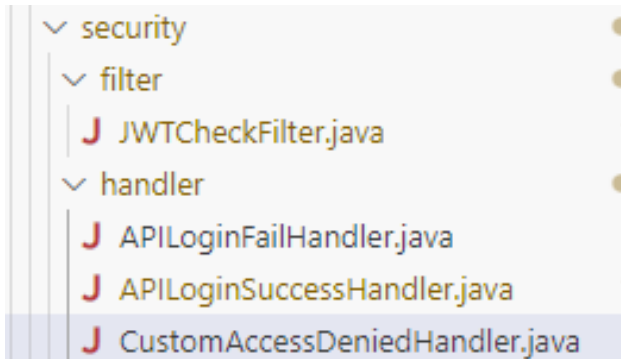 security
filter
J JWTCheckFilter.java
handler
J APILoginFailHandler.java
J APILoginSuccessHandler.java
J CustomAccessDeniedHandler.java